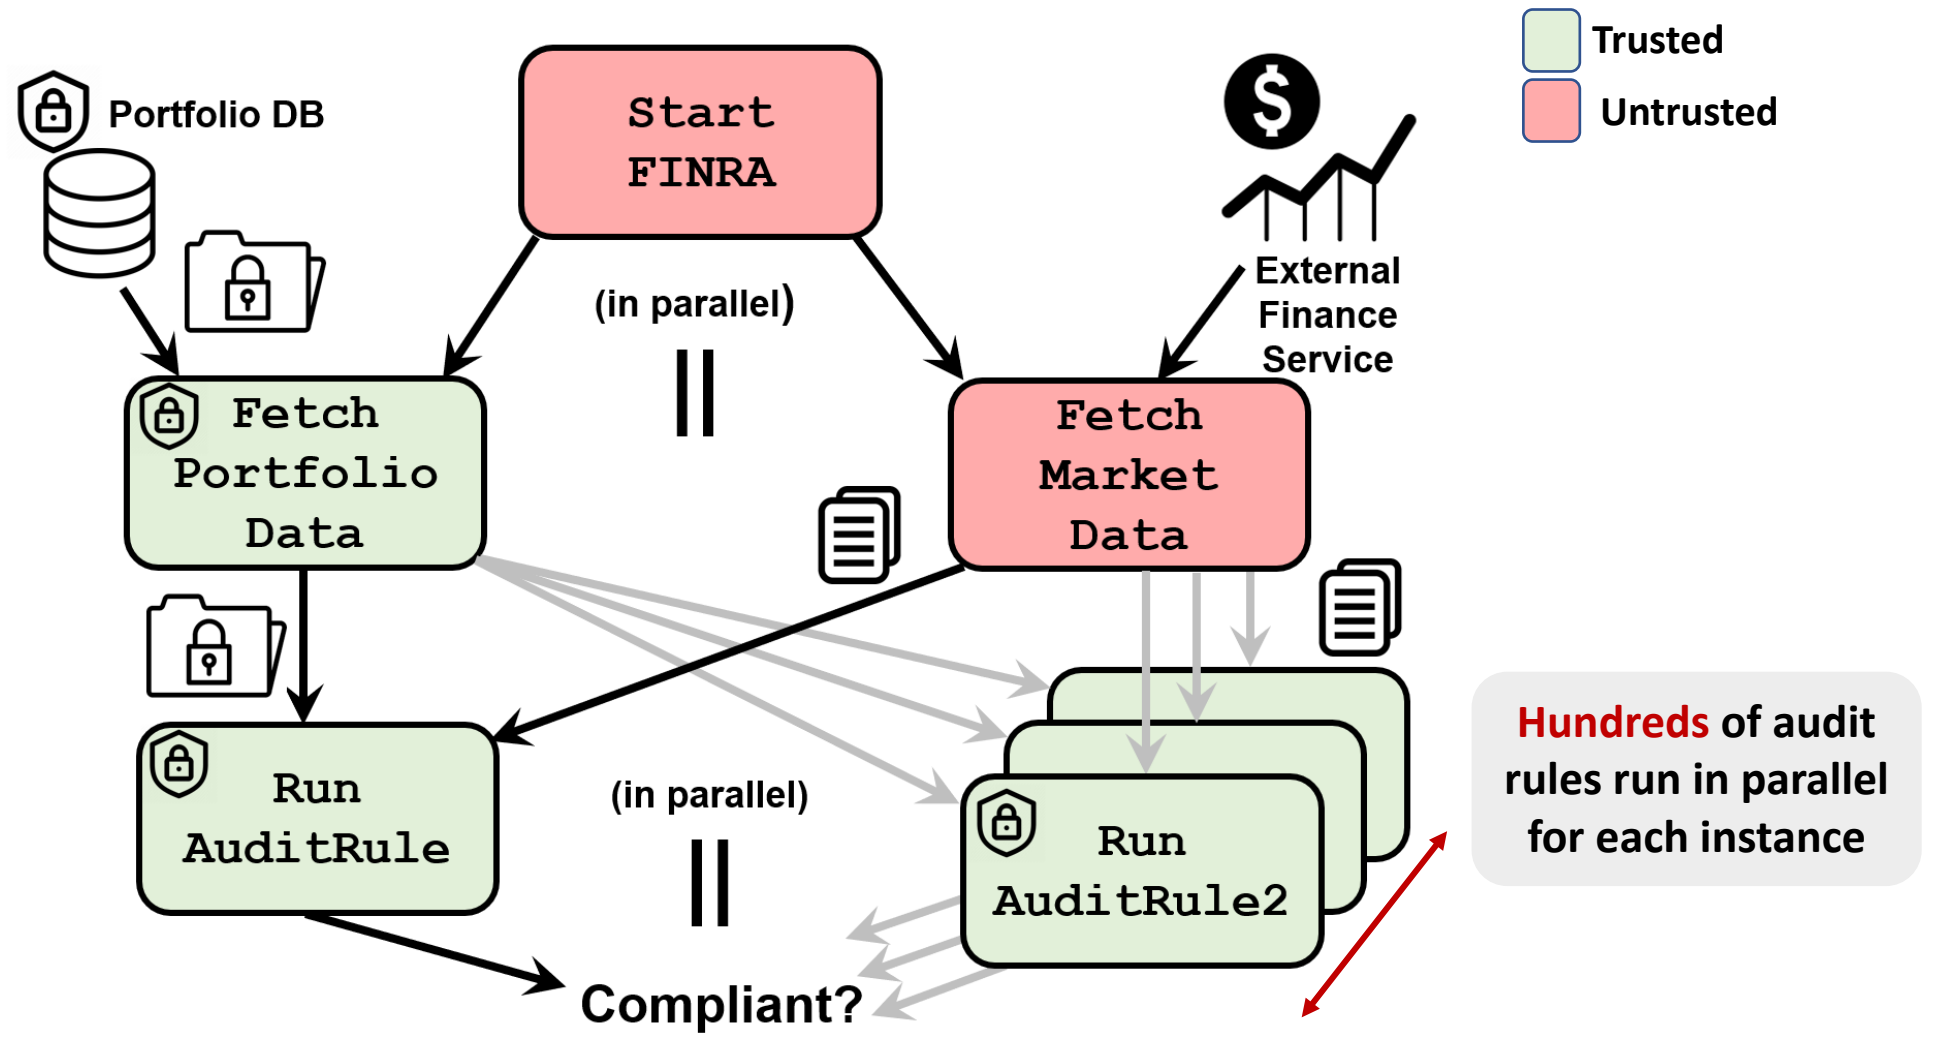 Trusted
Untrusted
Portfolio DB
Start
FINRA
$
External
Finance
Service
(in parallel)
Fetch
Portfolio
Data
Fetch
Market
Data
Run
AuditRule
(in parallel)
Run
AuditRule2
Hundreds of audit
rules run in parallel
for each instance
Compliant?